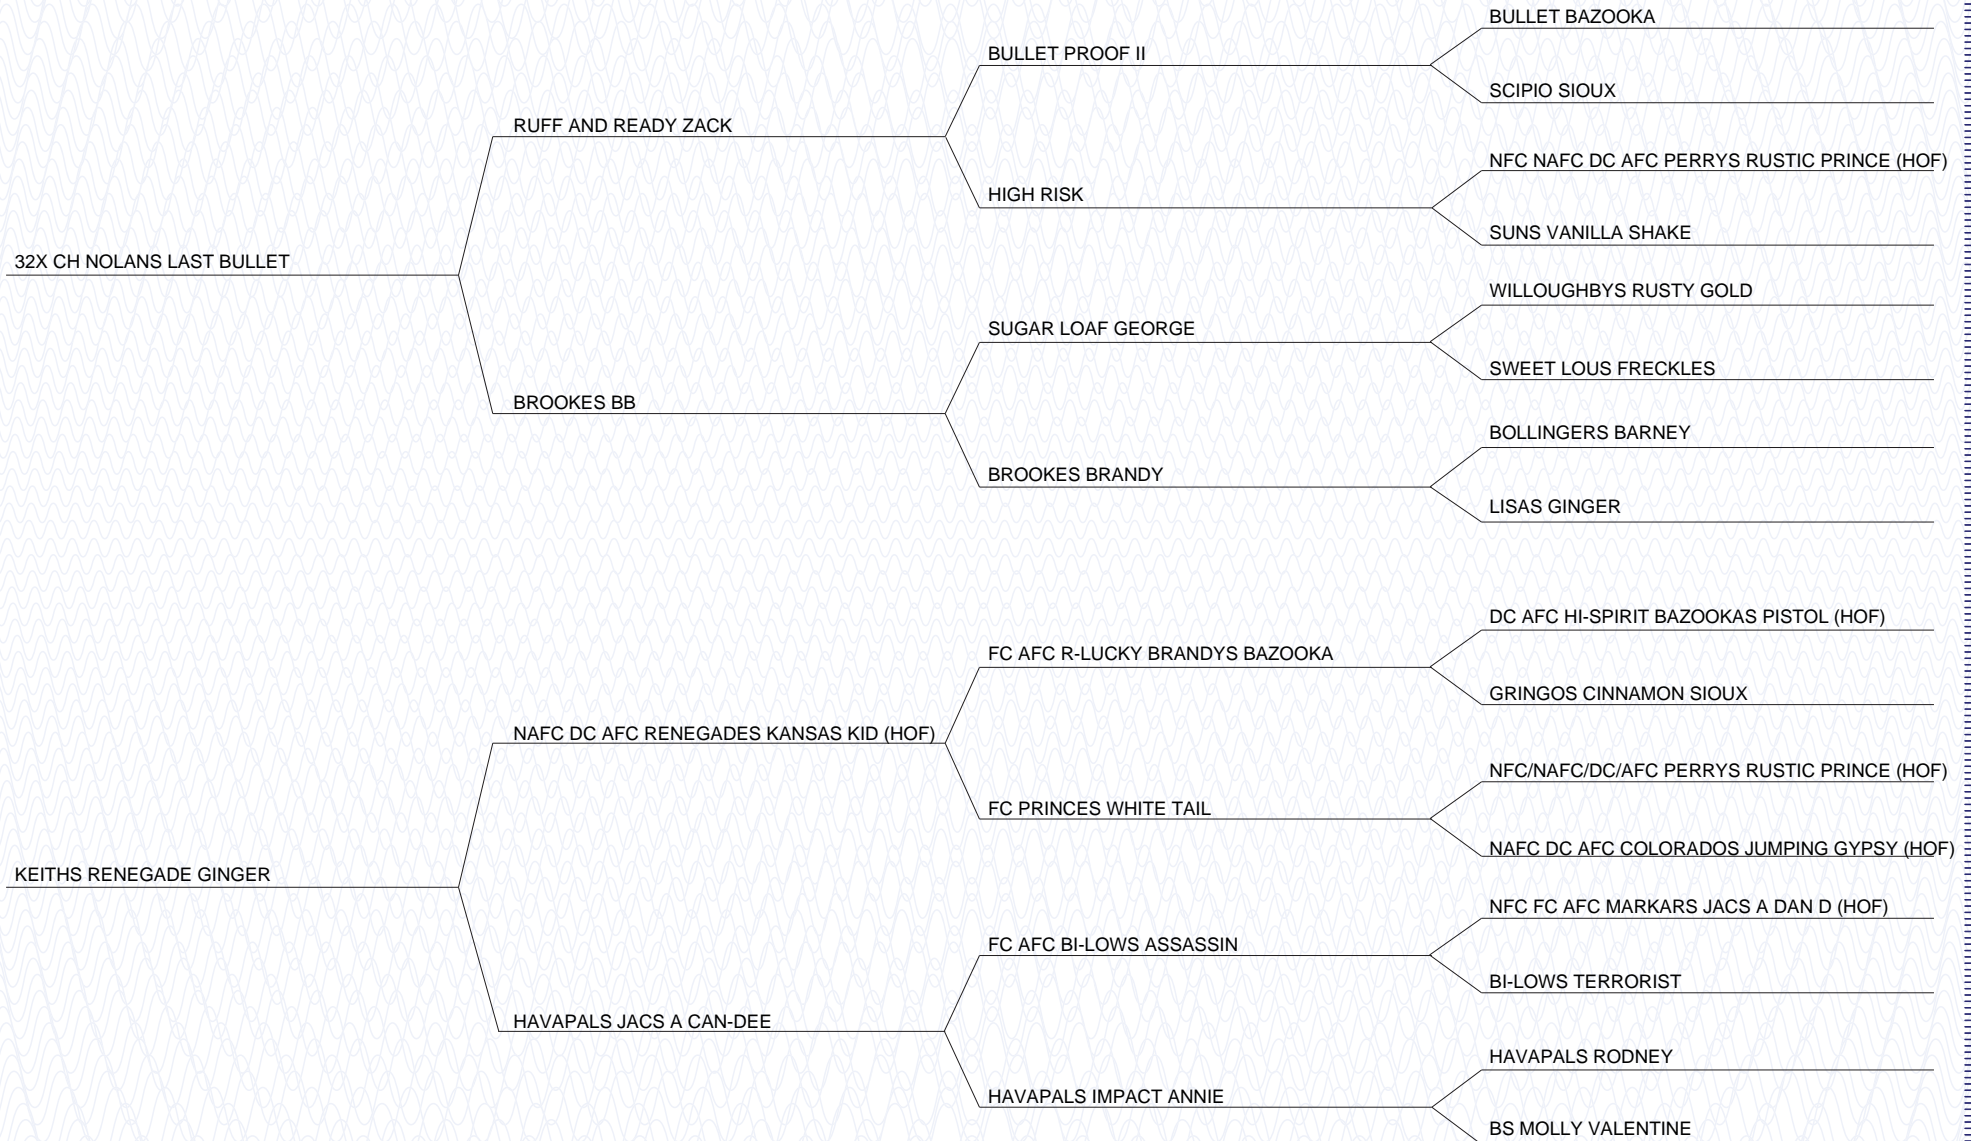 BULLET BAZOOKA
BULLET PROOF II
SCIPIO SIOUX
RUFF AND READY ZACK
NFC NAFC DC AFC PERRYS RUSTIC PRINCE (HOF)
HIGH RISK
SUNS VANILLA SHAKE
32X CH NOLANS LAST BULLET
WILLOUGHBYS RUSTY GOLD
SUGAR LOAF GEORGE
SWEET LOUS FRECKLES
BROOKES BB
BOLLINGERS BARNEY
BROOKES BRANDY
LISAS GINGER
DC AFC HI-SPIRIT BAZOOKAS PISTOL (HOF)
FC AFC R-LUCKY BRANDYS BAZOOKA
GRINGOS CINNAMON SIOUX
NAFC DC AFC RENEGADES KANSAS KID (HOF)
NFC/NAFC/DC/AFC PERRYS RUSTIC PRINCE (HOF)
FC PRINCES WHITE TAIL
NAFC DC AFC COLORADOS JUMPING GYPSY (HOF)
KEITHS RENEGADE GINGER
NFC FC AFC MARKARS JACS A DAN D (HOF)
FC AFC BI-LOWS ASSASSIN
BI-LOWS TERRORIST
HAVAPALS JACS A CAN-DEE
HAVAPALS RODNEY
HAVAPALS IMPACT ANNIE
BS MOLLY VALENTINE